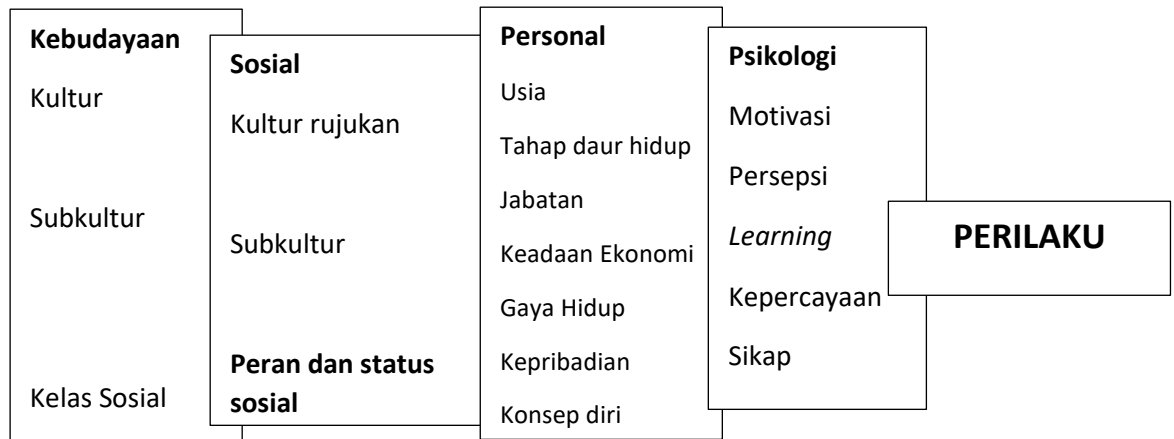 Kebudayaan
Kultur
Subkultur
Kelas Sosial
Sosial
Kultur rujukan
Subkultur
Peran dan status
sosial
Personal
Usia
Tahap daur hidup
Jabatan
Keadaan Ekonomi
Gaya Hidup
Kepribadian
Konsep diri
Psikologi
Motivasi
Persepsi
Learning
Kepercayaan
Sikap
PERILAKU